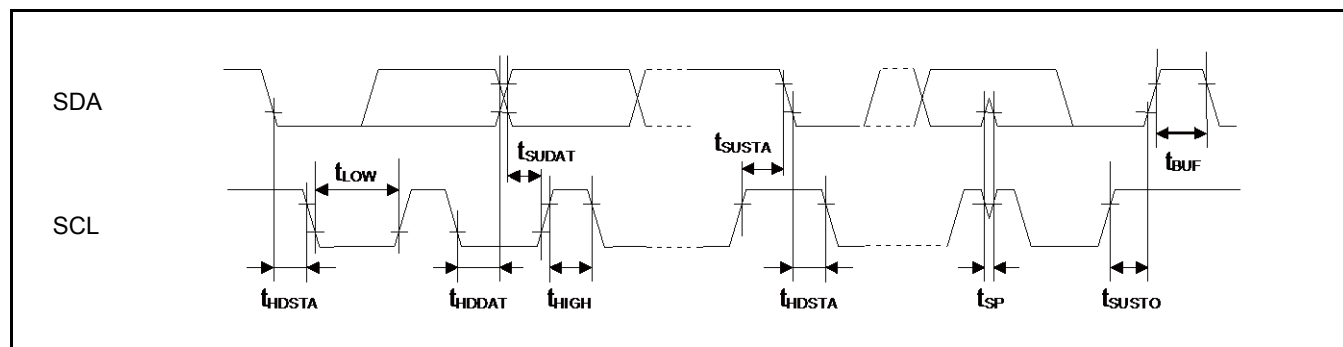 SDA
tSUDAT
tSUSTA
tLOW
tBUF
SCL
tHDSTA
tHDDAT
tHIGH
tHDSTA
tSP
tSUSTO